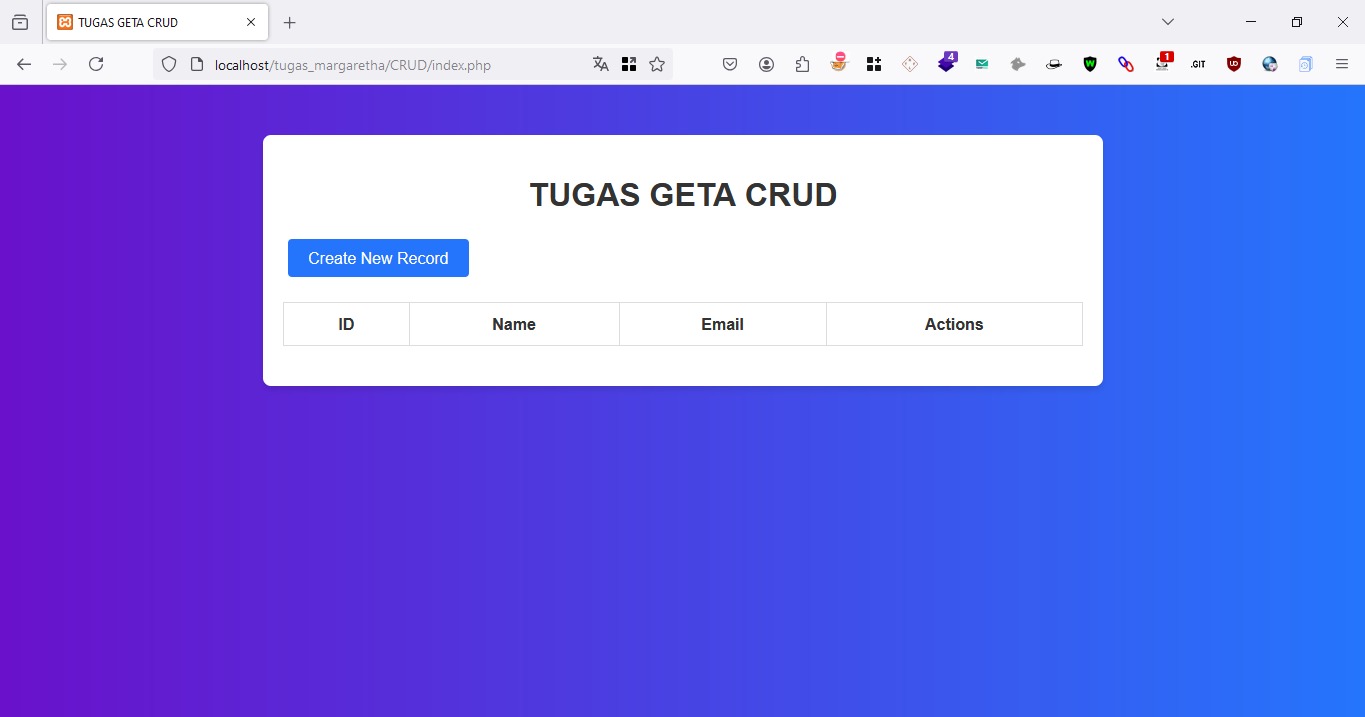 TUGAS GETA CRUD
localhost/tugas_margaretha/CRUD/index.php
4
W
1
.GIT
TUGAS GETA CRUD
Create New Record
ID Name Email Actions